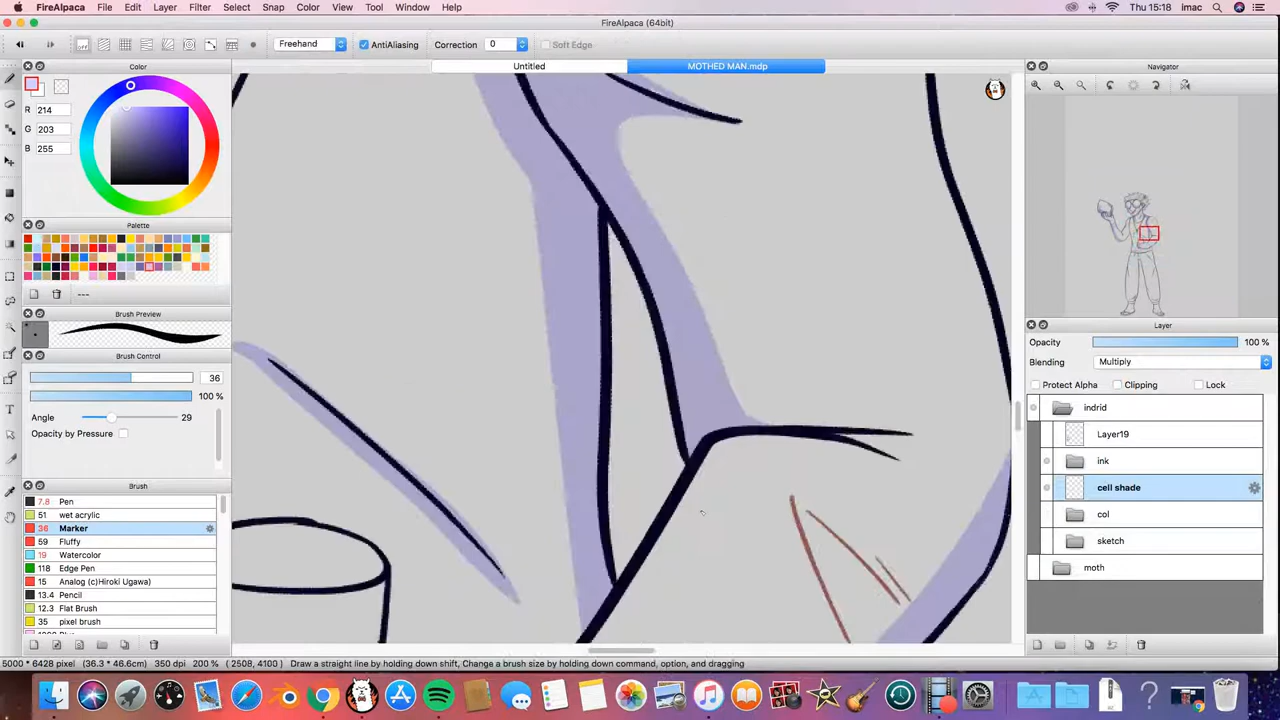 FireAlpaca File Edit Layer Filter Select Snap Color View Tool Window Help Thu 15:18 imac
FireAlpaca (64bit)
Freehand AntiAliasing Correction 0 Soft Edge
Untitled MOTHED MAN.mdp
Color
R 214
G 203
B 255
Palette
---
Brush Preview
Brush Control
36
100 %
Angle 29
Opacity by Pressure
Brush
7.8 Pen
51 wet acrylic
36 Marker
59 Fluffy
19 Watercolor
118 Edge Pen
15 Analog (c)Hiroki Ugawa)
13.4 Pencil
12.3 Flat Brush
35 pixel brush
Navigator
Layer
Opacity 100 %
Blending Multiply
Protect Alpha Clipping Lock
indrid
Layer19
ink
cell shade
col
sketch
moth
5000 * 6428 pixel (36.3 * 46.6cm) 350 dpi 200 % ( 2508, 4100 ) Draw a straight line by holding down shift, Change a brush size by holding down command, option, and dragging